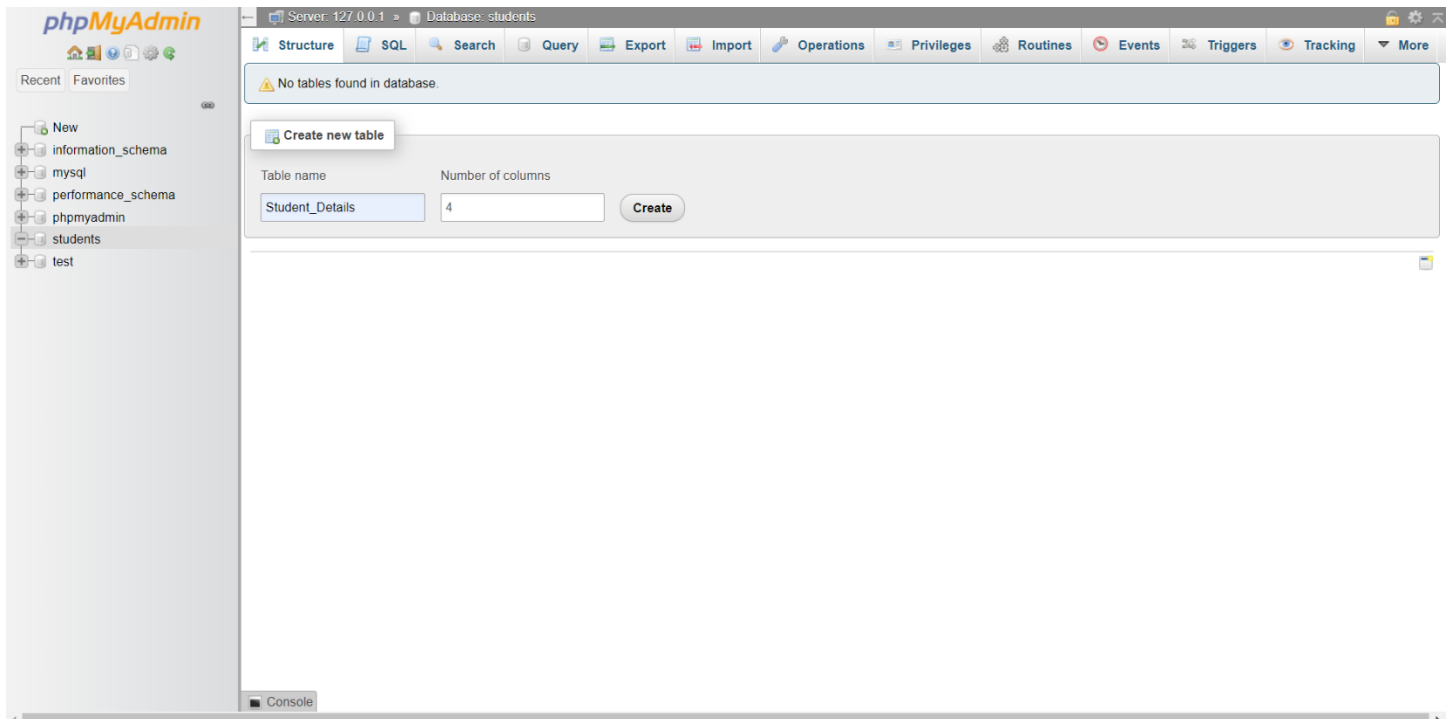 phpMyAdmin
Recent Favorites
New
information_schema
mysql
performance_schema
phpmyadmin
students
test
Server: 127.0.0.1 » Database: students
Structure SQL Search Query Export Import Operations Privileges Routines Events Triggers Tracking More
No tables found in database.
Create new table
Table name Number of columns
Student_Details 4 Create
Console